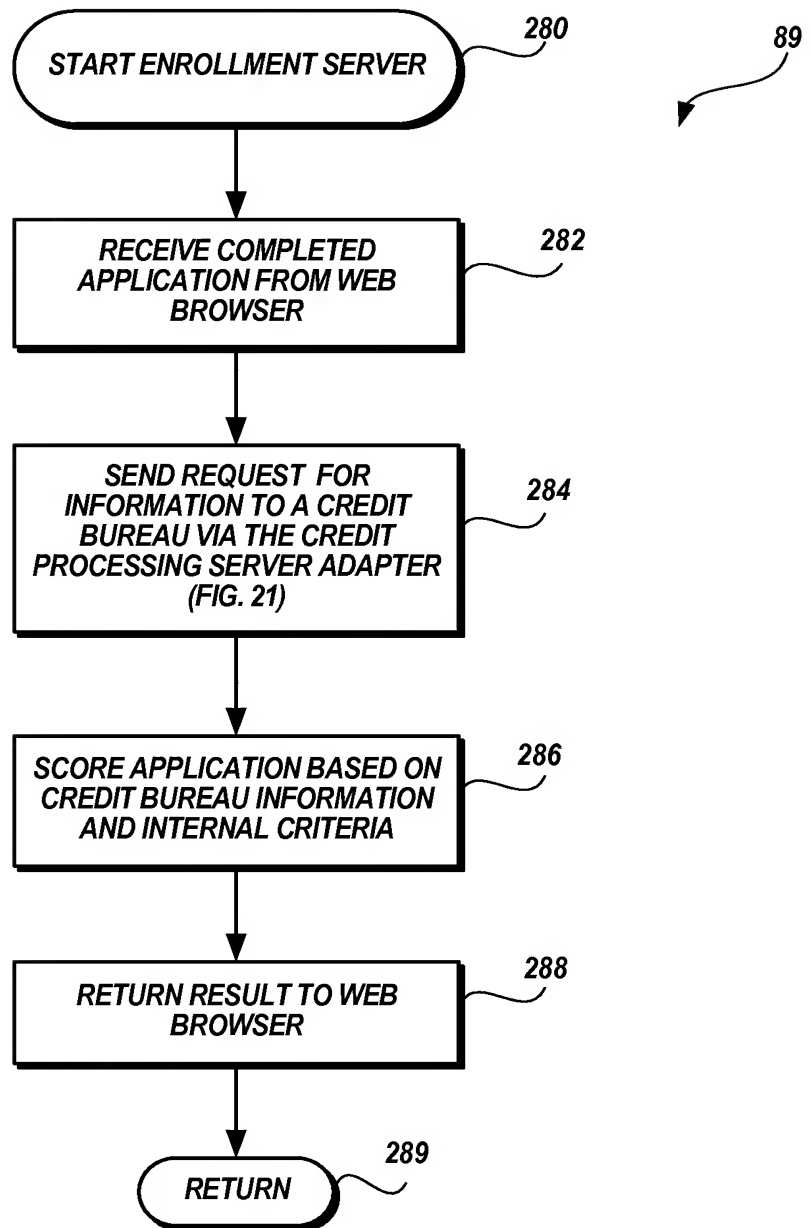 START ENROLLMENT SERVER
280
89
RECEIVE COMPLETED
APPLICATION FROM WEB
BROWSER
282
SEND REQUEST FOR
INFORMATION TO A CREDIT
BUREAU VIA THE CREDIT
PROCESSING SERVER ADAPTER
(FIG. 21)
284
SCORE APPLICATION BASED ON
CREDIT BUREAU INFORMATION
AND INTERNAL CRITERIA
286
RETURN RESULT TO WEB
BROWSER
288
RETURN
289